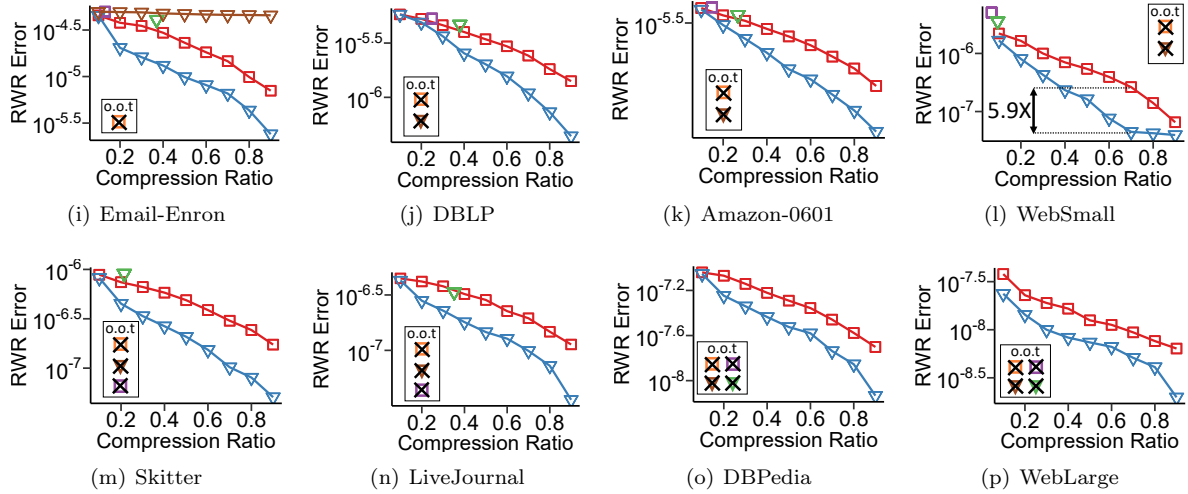 RWR Error
10^-4.5
10^-5
10^-5.5
o.o.t
0.2 0.4 0.6 0.8
Compression Ratio
(i) Email-Enron
RWR Error
10^-5.5
10^-6
o.o.t
0.2 0.4 0.6 0.8
Compression Ratio
(j) DBLP
RWR Error
10^-5.5
o.o.t
0.2 0.4 0.6 0.8
Compression Ratio
(k) Amazon-0601
RWR Error
10^-6
10^-7
5.9X
o.o.t
0.2 0.4 0.6 0.8
Compression Ratio
(l) WebSmall
RWR Error
10^-6
10^-6.5
10^-7
o.o.t
0.2 0.4 0.6 0.8
Compression Ratio
(m) Skitter
RWR Error
10^-6.5
10^-7
o.o.t
0.2 0.4 0.6 0.8
Compression Ratio
(n) LiveJournal
RWR Error
10^-7.2
10^-7.6
10^-8
o.o.t
0.2 0.4 0.6 0.8
Compression Ratio
(o) DBPedia
RWR Error
10^-7.5
10^-8
10^-8.5
o.o.t
0.2 0.4 0.6 0.8
Compression Ratio
(p) WebLarge